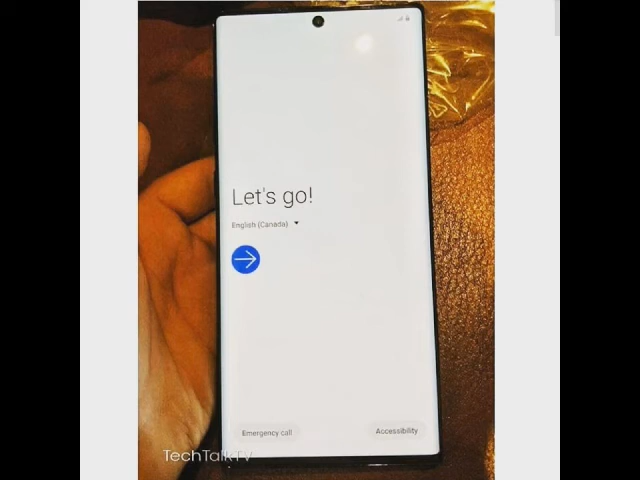 Let's go!
English (Canada)
Emergency call
Accessibility
TechTalkTV